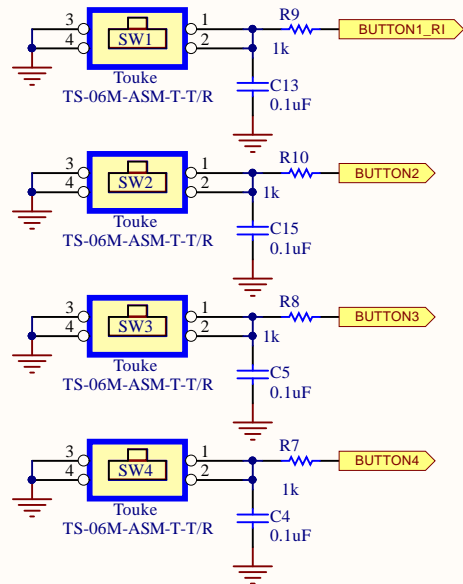 3 SW1 1 R9 BUTTON1_RI
4 2 1k
Touke C13
TS-06M-ASM-T-T/R 0.1uF
3 SW2 1 R10 BUTTON2
4 2 1k
Touke C15
TS-06M-ASM-T-T/R 0.1uF
3 SW3 1 R8 BUTTON3
4 2 1k
Touke C5
TS-06M-ASM-T-T/R 0.1uF
3 SW4 1 R7 BUTTON4
4 2 1k
Touke C4
TS-06M-ASM-T-T/R 0.1uF